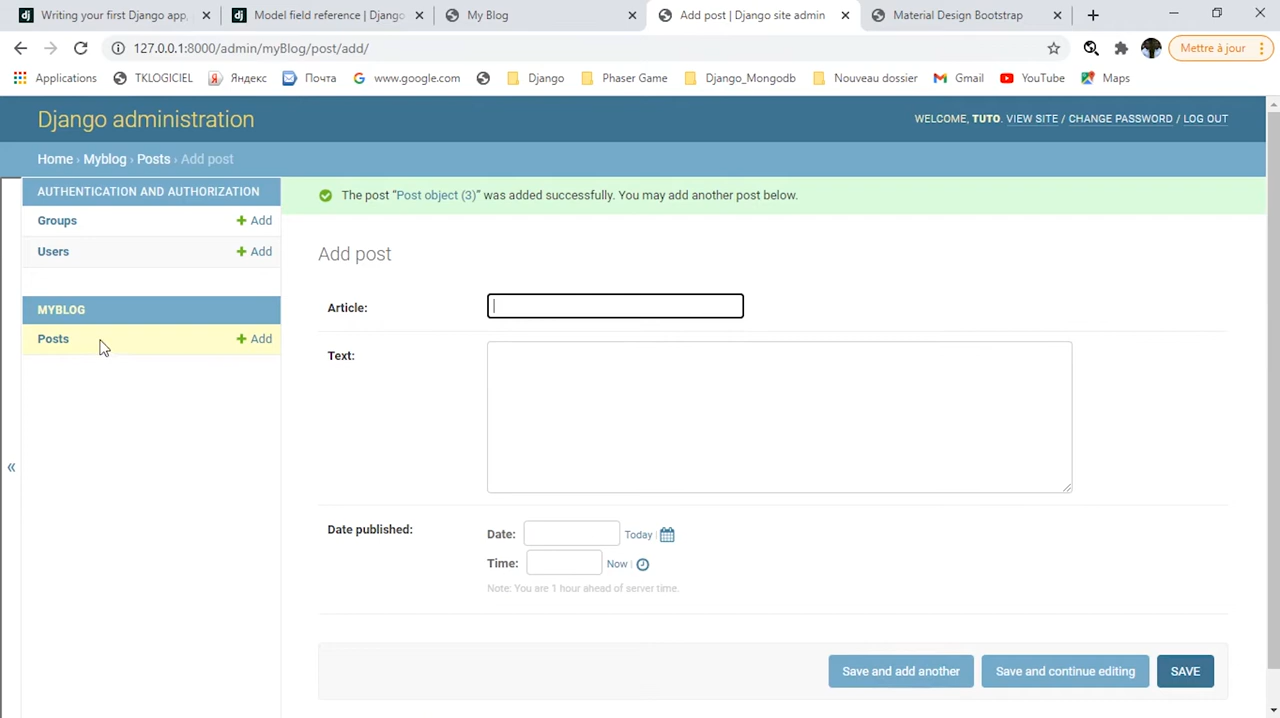 Writing your first Django app,
Model field reference | Django
My Blog
Add post | Django site admin
Material Design Bootstrap
127.0.0.1:8000/admin/myBlog/post/add/
Mettre à jour
Applications
TKLOGICIEL
Яндекс
Почта
www.google.com
Django
Phaser Game
Django_Mongodb
Nouveau dossier
Gmail
YouTube
Maps
Django administration
WELCOME, TUTO. VIEW SITE / CHANGE PASSWORD / LOG OUT
Home › Myblog › Posts › Add post
AUTHENTICATION AND AUTHORIZATION
Groups + Add
Users + Add
MYBLOG
Posts + Add
«
The post “Post object (3)” was added successfully. You may add another post below.
Add post
Article:
Text:
Date published:
Date: Today |
Time: Now |
Note: You are 1 hour ahead of server time.
Save and add another
Save and continue editing
SAVE